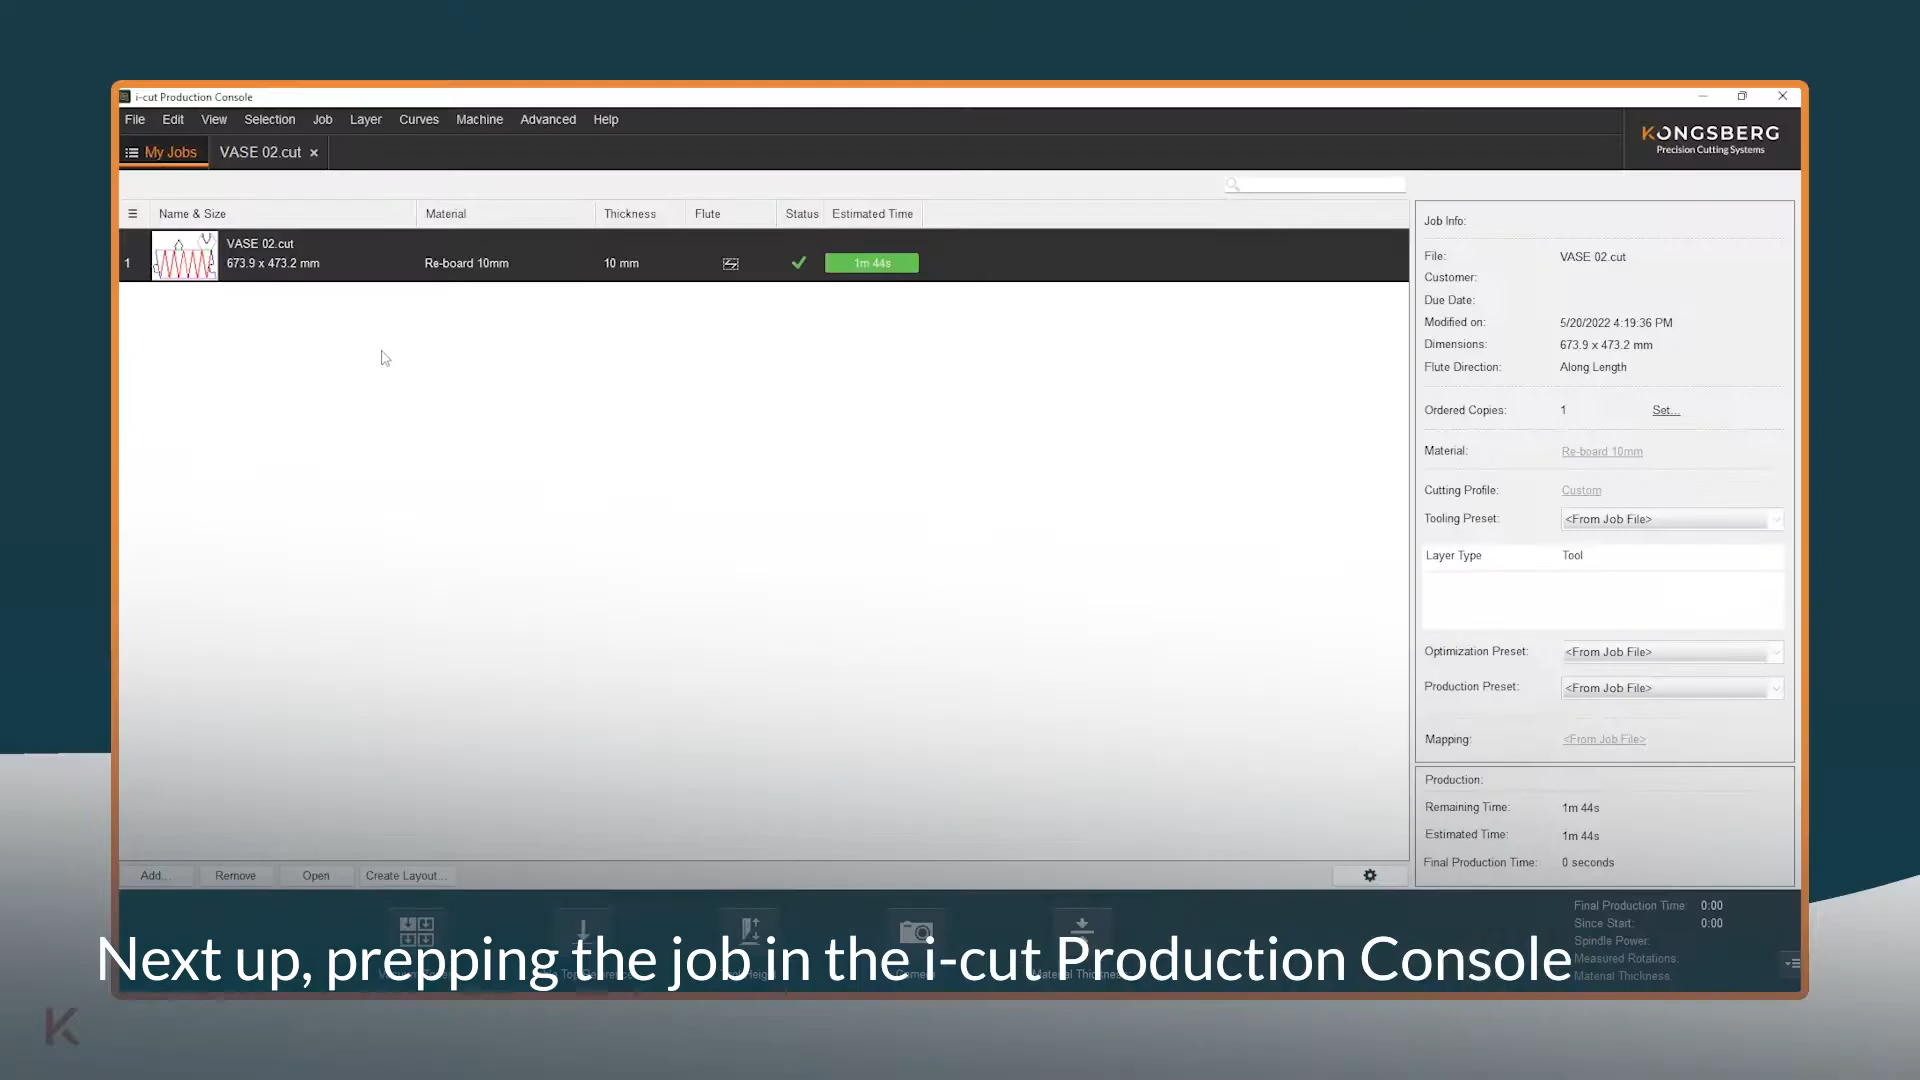 i-cut Production Console
File Edit View Selection Job Layer Curves Machine Advanced Help
KONGSBERG
Precision Cutting Systems
My Jobs VASE 02.cut ×
Name & Size Material Thickness Flute Status Estimated Time
1 VASE 02.cut
673.9 x 473.2 mm Re-board 10mm 10 mm 1m 44s
Job Info:
File: VASE 02.cut
Customer:
Due Date:
Modified on: 5/20/2022 4:19:36 PM
Dimensions: 673.9 x 473.2 mm
Flute Direction: Along Length
Ordered Copies: 1 Set...
Material: Re-board 10mm
Cutting Profile: Custom
Tooling Preset: <From Job File>
Layer Type Tool
Optimization Preset: <From Job File>
Production Preset: <From Job File>
Mapping: <From Job File>
Production:
Remaining Time: 1m 44s
Estimated Time: 1m 44s
Final Production Time: 0 seconds
Add... Remove Open Create Layout...
Final Production Time: 0:00
Since Start: 0:00
Spindle Power:
Measured Rotations:
Material Thickness:
Next up, prepping the job in the i-cut Production Console
K